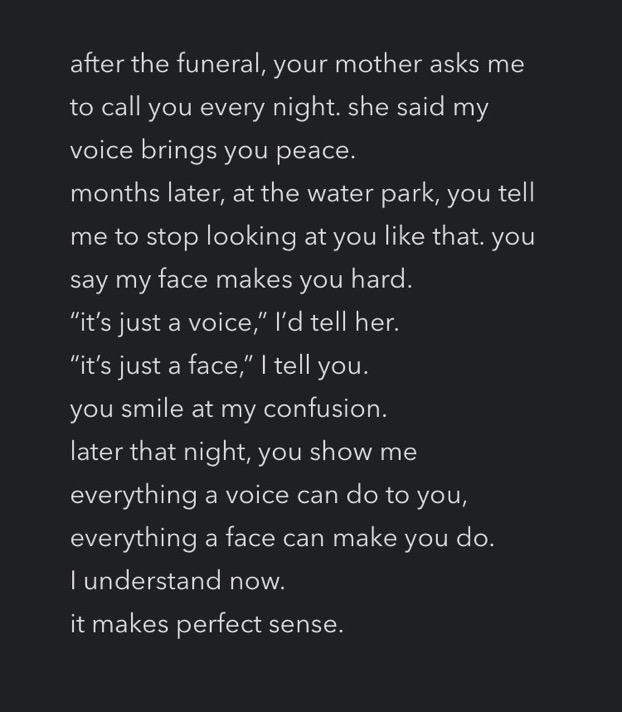 after the funeral, your mother asks me
to call you every night. she said my
voice brings you peace.
months later, at the water park, you tell
me to stop looking at you like that. you
say my face makes you hard.
“it’s just a voice,” I’d tell her.
“it’s just a face,” I tell you.
you smile at my confusion.
later that night, you show me
everything a voice can do to you,
everything a face can make you do.
I understand now.
it makes perfect sense.